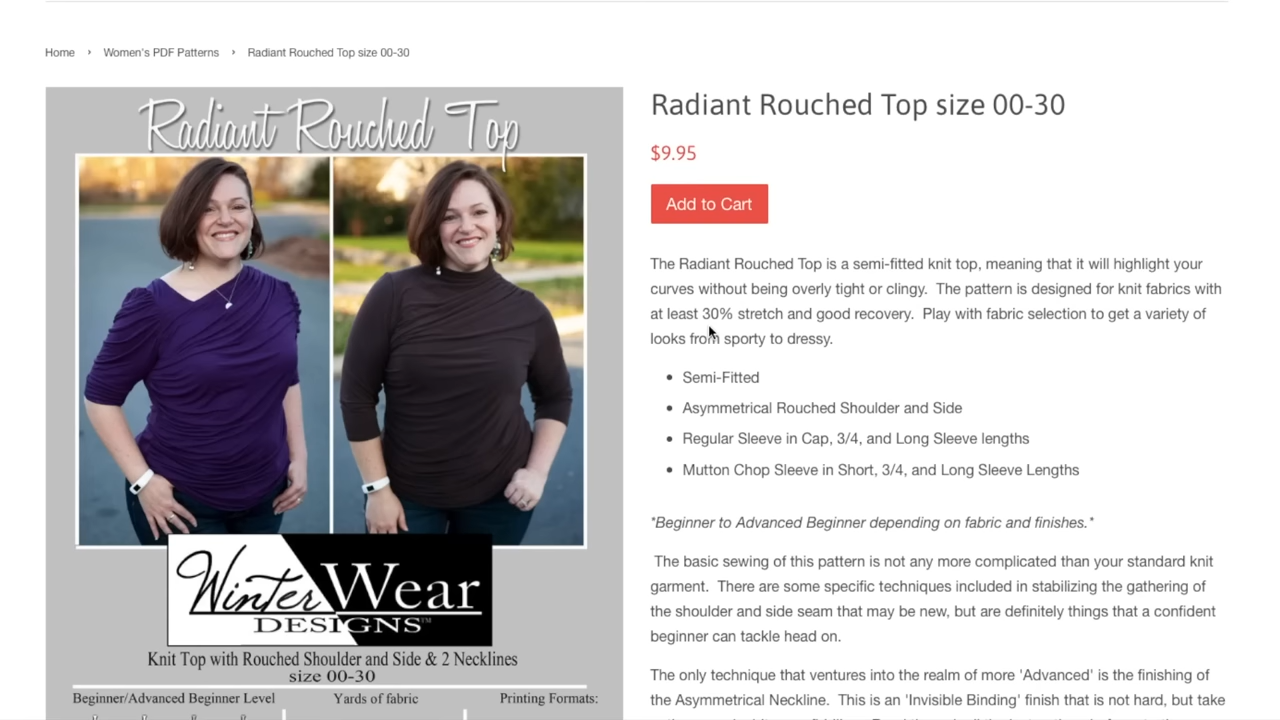 Home › Women's PDF Patterns › Radiant Rouched Top size 00-30
Radiant Rouched Top
WinterWear
DESIGNS™
Knit Top with Rouched Shoulder and Side & 2 Necklines
size 00-30
Beginner/Advanced Beginner Level Yards of fabric Printing Formats:
Radiant Rouched Top size 00-30
$9.95
Add to Cart
The Radiant Rouched Top is a semi-fitted knit top, meaning that it will highlight your
curves without being overly tight or clingy.  The pattern is designed for knit fabrics with
at least 30% stretch and good recovery.  Play with fabric selection to get a variety of
looks from sporty to dressy.
• Semi-Fitted
• Asymmetrical Rouched Shoulder and Side
• Regular Sleeve in Cap, 3/4, and Long Sleeve lengths
• Mutton Chop Sleeve in Short, 3/4, and Long Sleeve Lengths
*Beginner to Advanced Beginner depending on fabric and finishes.*
The basic sewing of this pattern is not any more complicated than your standard knit
garment.  There are some specific techniques included in stabilizing the gathering of
the shoulder and side seam that may be new, but are definitely things that a confident
beginner can tackle head on.
The only technique that ventures into the realm of more 'Advanced' is the finishing of
the Asymmetrical Neckline.  This is an 'Invisible Binding' finish that is not hard, but take